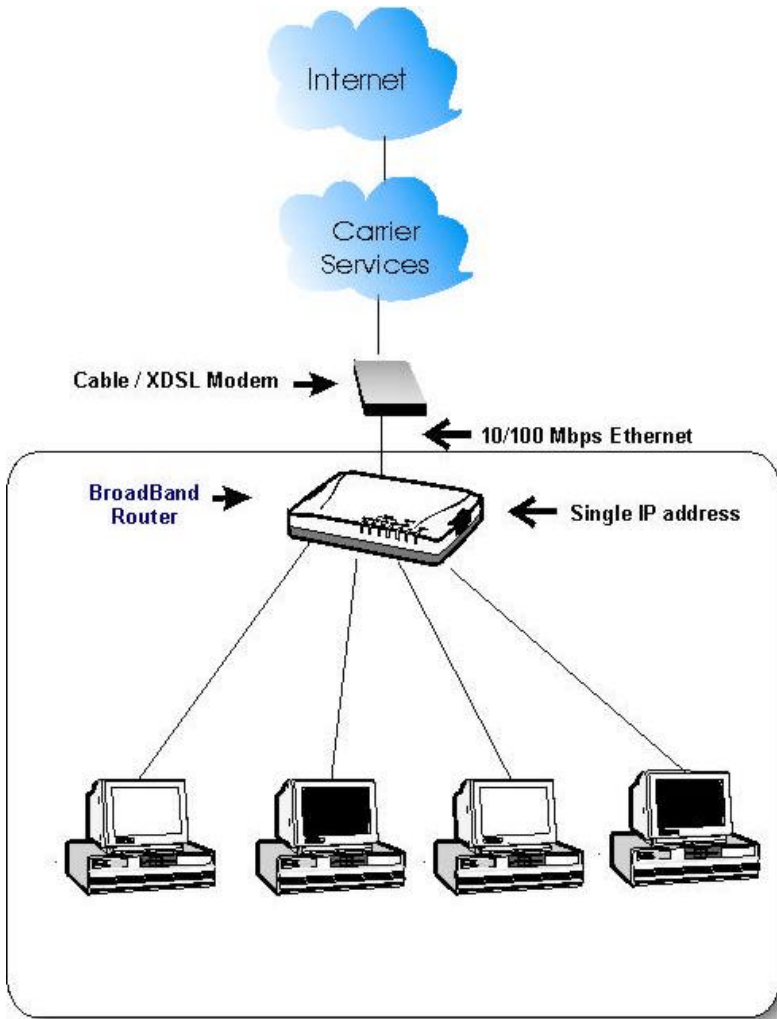 Internet
Carrier
Services
Cable / XDSL Modem
10/100 Mbps Ethernet
BroadBand
Router
Single IP address